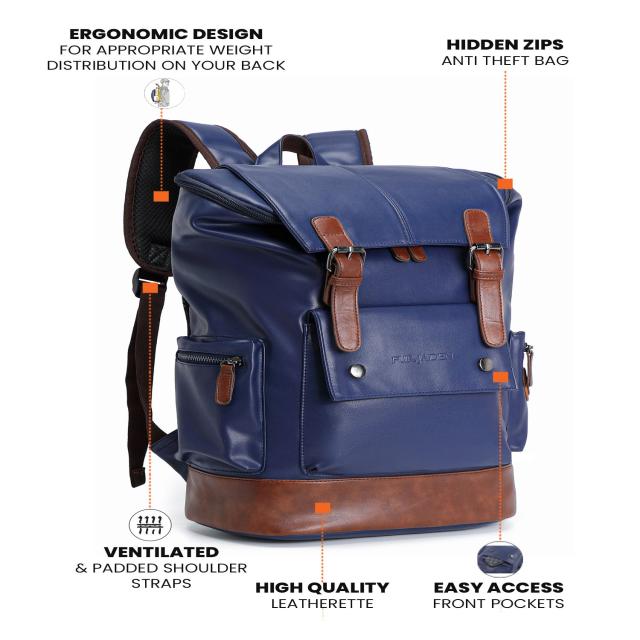 ERGONOMIC DESIGN
FOR APPROPRIATE WEIGHT
DISTRIBUTION ON YOUR BACK
HIDDEN ZIPS
ANTI THEFT BAG
VENTILATED
& PADDED SHOULDER
STRAPS
HIGH QUALITY
LEATHERETTE
EASY ACCESS
FRONT POCKETS